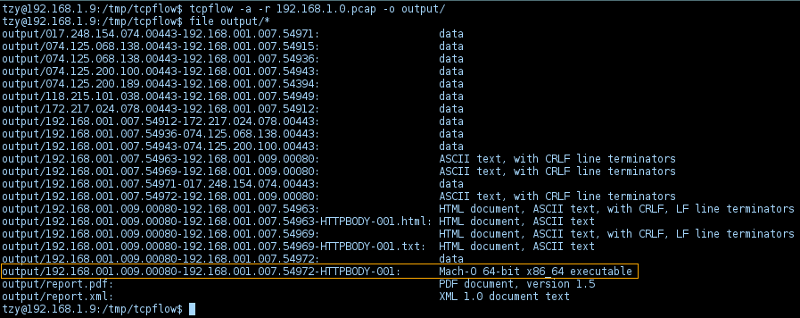 tzy@192.168.1.9:/tmp/tcpflow$ tcpflow -a -r 192.168.1.0.pcap -o output/
tzy@192.168.1.9:/tmp/tcpflow$ file output/*
output/017.248.154.074.00443-192.168.001.007.54971: data
output/074.125.068.138.00443-192.168.001.007.54915: data
output/074.125.068.138.00443-192.168.001.007.54936: data
output/074.125.200.100.00443-192.168.001.007.54943: data
output/074.125.200.189.00443-192.168.001.007.54394: data
output/118.215.101.038.00443-192.168.001.007.54949: data
output/172.217.024.078.00443-192.168.001.007.54912: data
output/192.168.001.007.54912-172.217.024.078.00443: data
output/192.168.001.007.54936-074.125.068.138.00443: data
output/192.168.001.007.54943-074.125.200.100.00443: data
output/192.168.001.007.54963-192.168.001.009.00080: ASCII text, with CRLF line terminators
output/192.168.001.007.54969-192.168.001.009.00080: ASCII text, with CRLF line terminators
output/192.168.001.007.54971-017.248.154.074.00443: data
output/192.168.001.007.54972-192.168.001.009.00080: ASCII text, with CRLF line terminators
output/192.168.001.009.00080-192.168.001.007.54963: HTML document, ASCII text, with CRLF, LF line terminators
output/192.168.001.009.00080-192.168.001.007.54963-HTTPBODY-001.html: HTML document, ASCII text
output/192.168.001.009.00080-192.168.001.007.54969: HTML document, ASCII text, with CRLF, LF line terminators
output/192.168.001.009.00080-192.168.001.007.54969-HTTPBODY-001.txt: HTML document, ASCII text
output/192.168.001.009.00080-192.168.001.007.54972: data
output/192.168.001.009.00080-192.168.001.007.54972-HTTPBODY-001: Mach-O 64-bit x86_64 executable
output/report.pdf: PDF document, version 1.5
output/report.xml: XML 1.0 document text
tzy@192.168.1.9:/tmp/tcpflow$